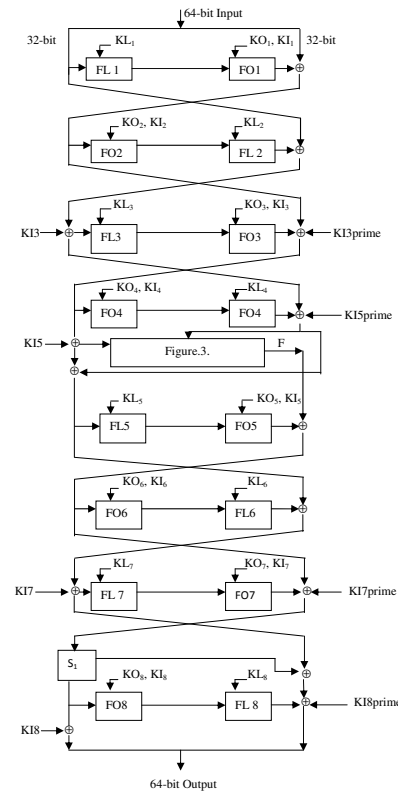 64-bit Input
32-bit
KL₁
KO₁, KI₁
32-bit
FL 1
FO1
KO₂, KI₂
KL₂
FO2
FL 2
KL₃
KO₃, KI₃
KI3
FL3
FO3
KI3prime
KO₄, KI₄
KL₄
FO4
FO4
KI5prime
KI5
Figure.3.
F
KL₅
KO₅, KI₅
FL5
FO5
KO₆, KI₆
KL₆
FO6
FL6
KL₇
KO₇, KI₇
KI7
FL 7
FO7
KI7prime
S₁
KO₈, KI₈
KL₈
FO8
FL 8
KI8prime
KI8
64-bit Output